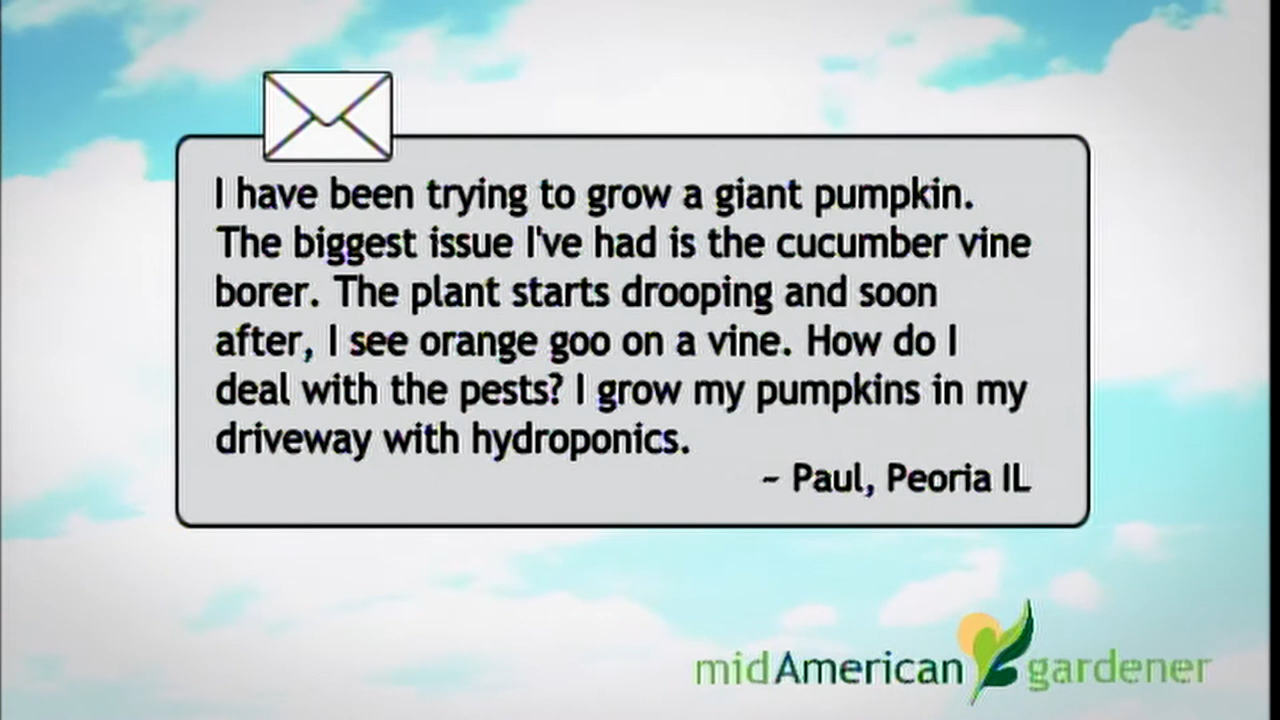 I have been trying to grow a giant pumpkin.
The biggest issue I've had is the cucumber vine
borer. The plant starts drooping and soon
after, I see orange goo on a vine. How do I
deal with the pests? I grow my pumpkins in my
driveway with hydroponics.
~ Paul, Peoria IL
midAmerican gardener